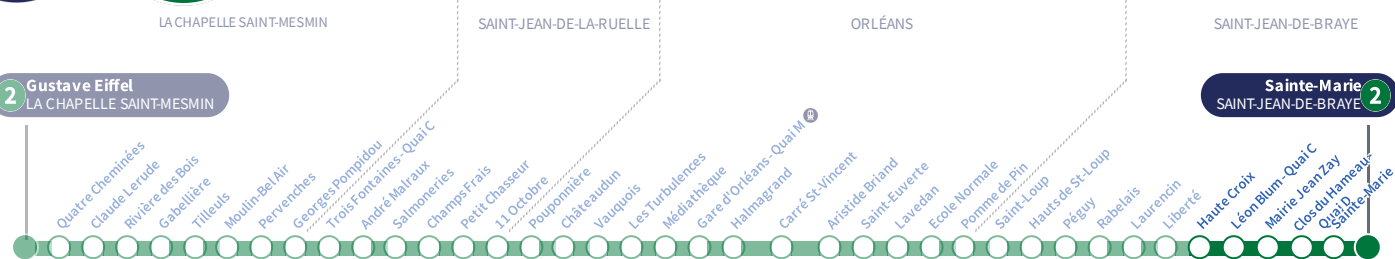 LA CHAPELLE SAINT-MESMIN
SAINT-JEAN-DE-LA-RUELLE
ORLÉANS
SAINT-JEAN-DE-BRAYE
2
Gustave Eiffel
LA CHAPELLE SAINT-MESMIN
Sainte-Marie
SAINT-JEAN-DE-BRAYE
2
Quatre Cheminées
Claude Lerude
Rivière des Bois
Gabellière
Tilleuls
Moulin-Bel Air
Pervenches
Georges Pompidou
Trois Fontaines - Quai C
André Malraux
Salmoneries
Champs Frais
Petit Chasseur
11 Octobre
Pouponnière
Châteaudun
Vauquois
Les Turbulences
Médiathèque
Gare d'Orléans - Quai M
Halmagrand
Carré St-Vincent
Aristide Briand
Saint-Euverte
Lavedan
Ecole Normale
Pomme de Pin
Saint-Loup
Hauts de St-Loup
Péguy
Rabelais
Laurencin
Liberté
Haute Croix
Léon Blum - Quai C
Mairie Jean Zay
Clos du Hameau -
Quai D
Sainte-Marie